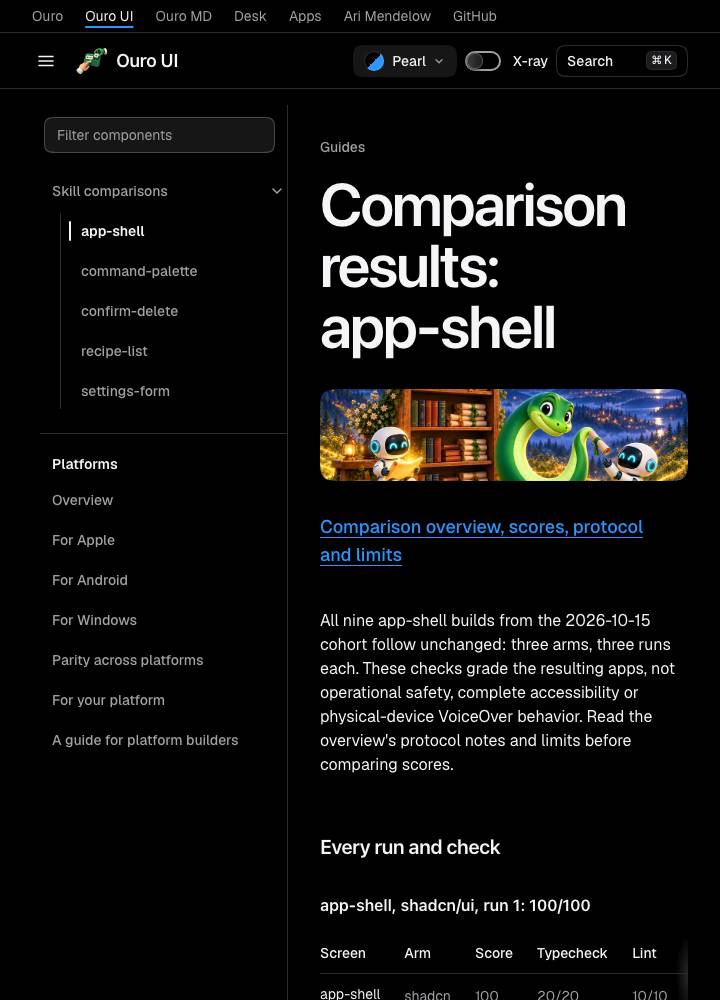 Ouro Ouro UI Ouro MD Desk Apps Ari Mendelow GitHub
Ouro UI Pearl X-ray Search ⌘ K
Filter components
Skill comparisons
app-shell
command-palette
confirm-delete
recipe-list
settings-form
Platforms
Overview
For Apple
For Android
For Windows
Parity across platforms
For your platform
A guide for platform builders
Guides
Comparison
results:
app-shell
Comparison overview, scores, protocol
and limits
All nine app-shell builds from the 2026-10-15
cohort follow unchanged: three arms, three runs
each. These checks grade the resulting apps, not
operational safety, complete accessibility or
physical-device VoiceOver behavior. Read the
overview's protocol notes and limits before
comparing scores.
Every run and check
app-shell, shadcn/ui, run 1: 100/100
Screen Arm Score Typecheck Lint
app-shell shadcn 100 20/20 10/10